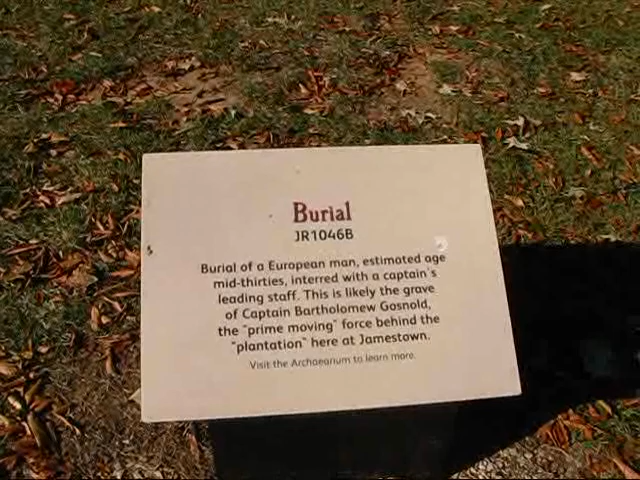 Burial
JR1046B
Burial of a European man, estimated age
mid-thirties, interred with a captain's
leading staff. This is likely the grave
of Captain Bartholomew Gosnold,
the "prime moving" force behind the
"plantation" here at Jamestown.
Visit the Archaearium to learn more.